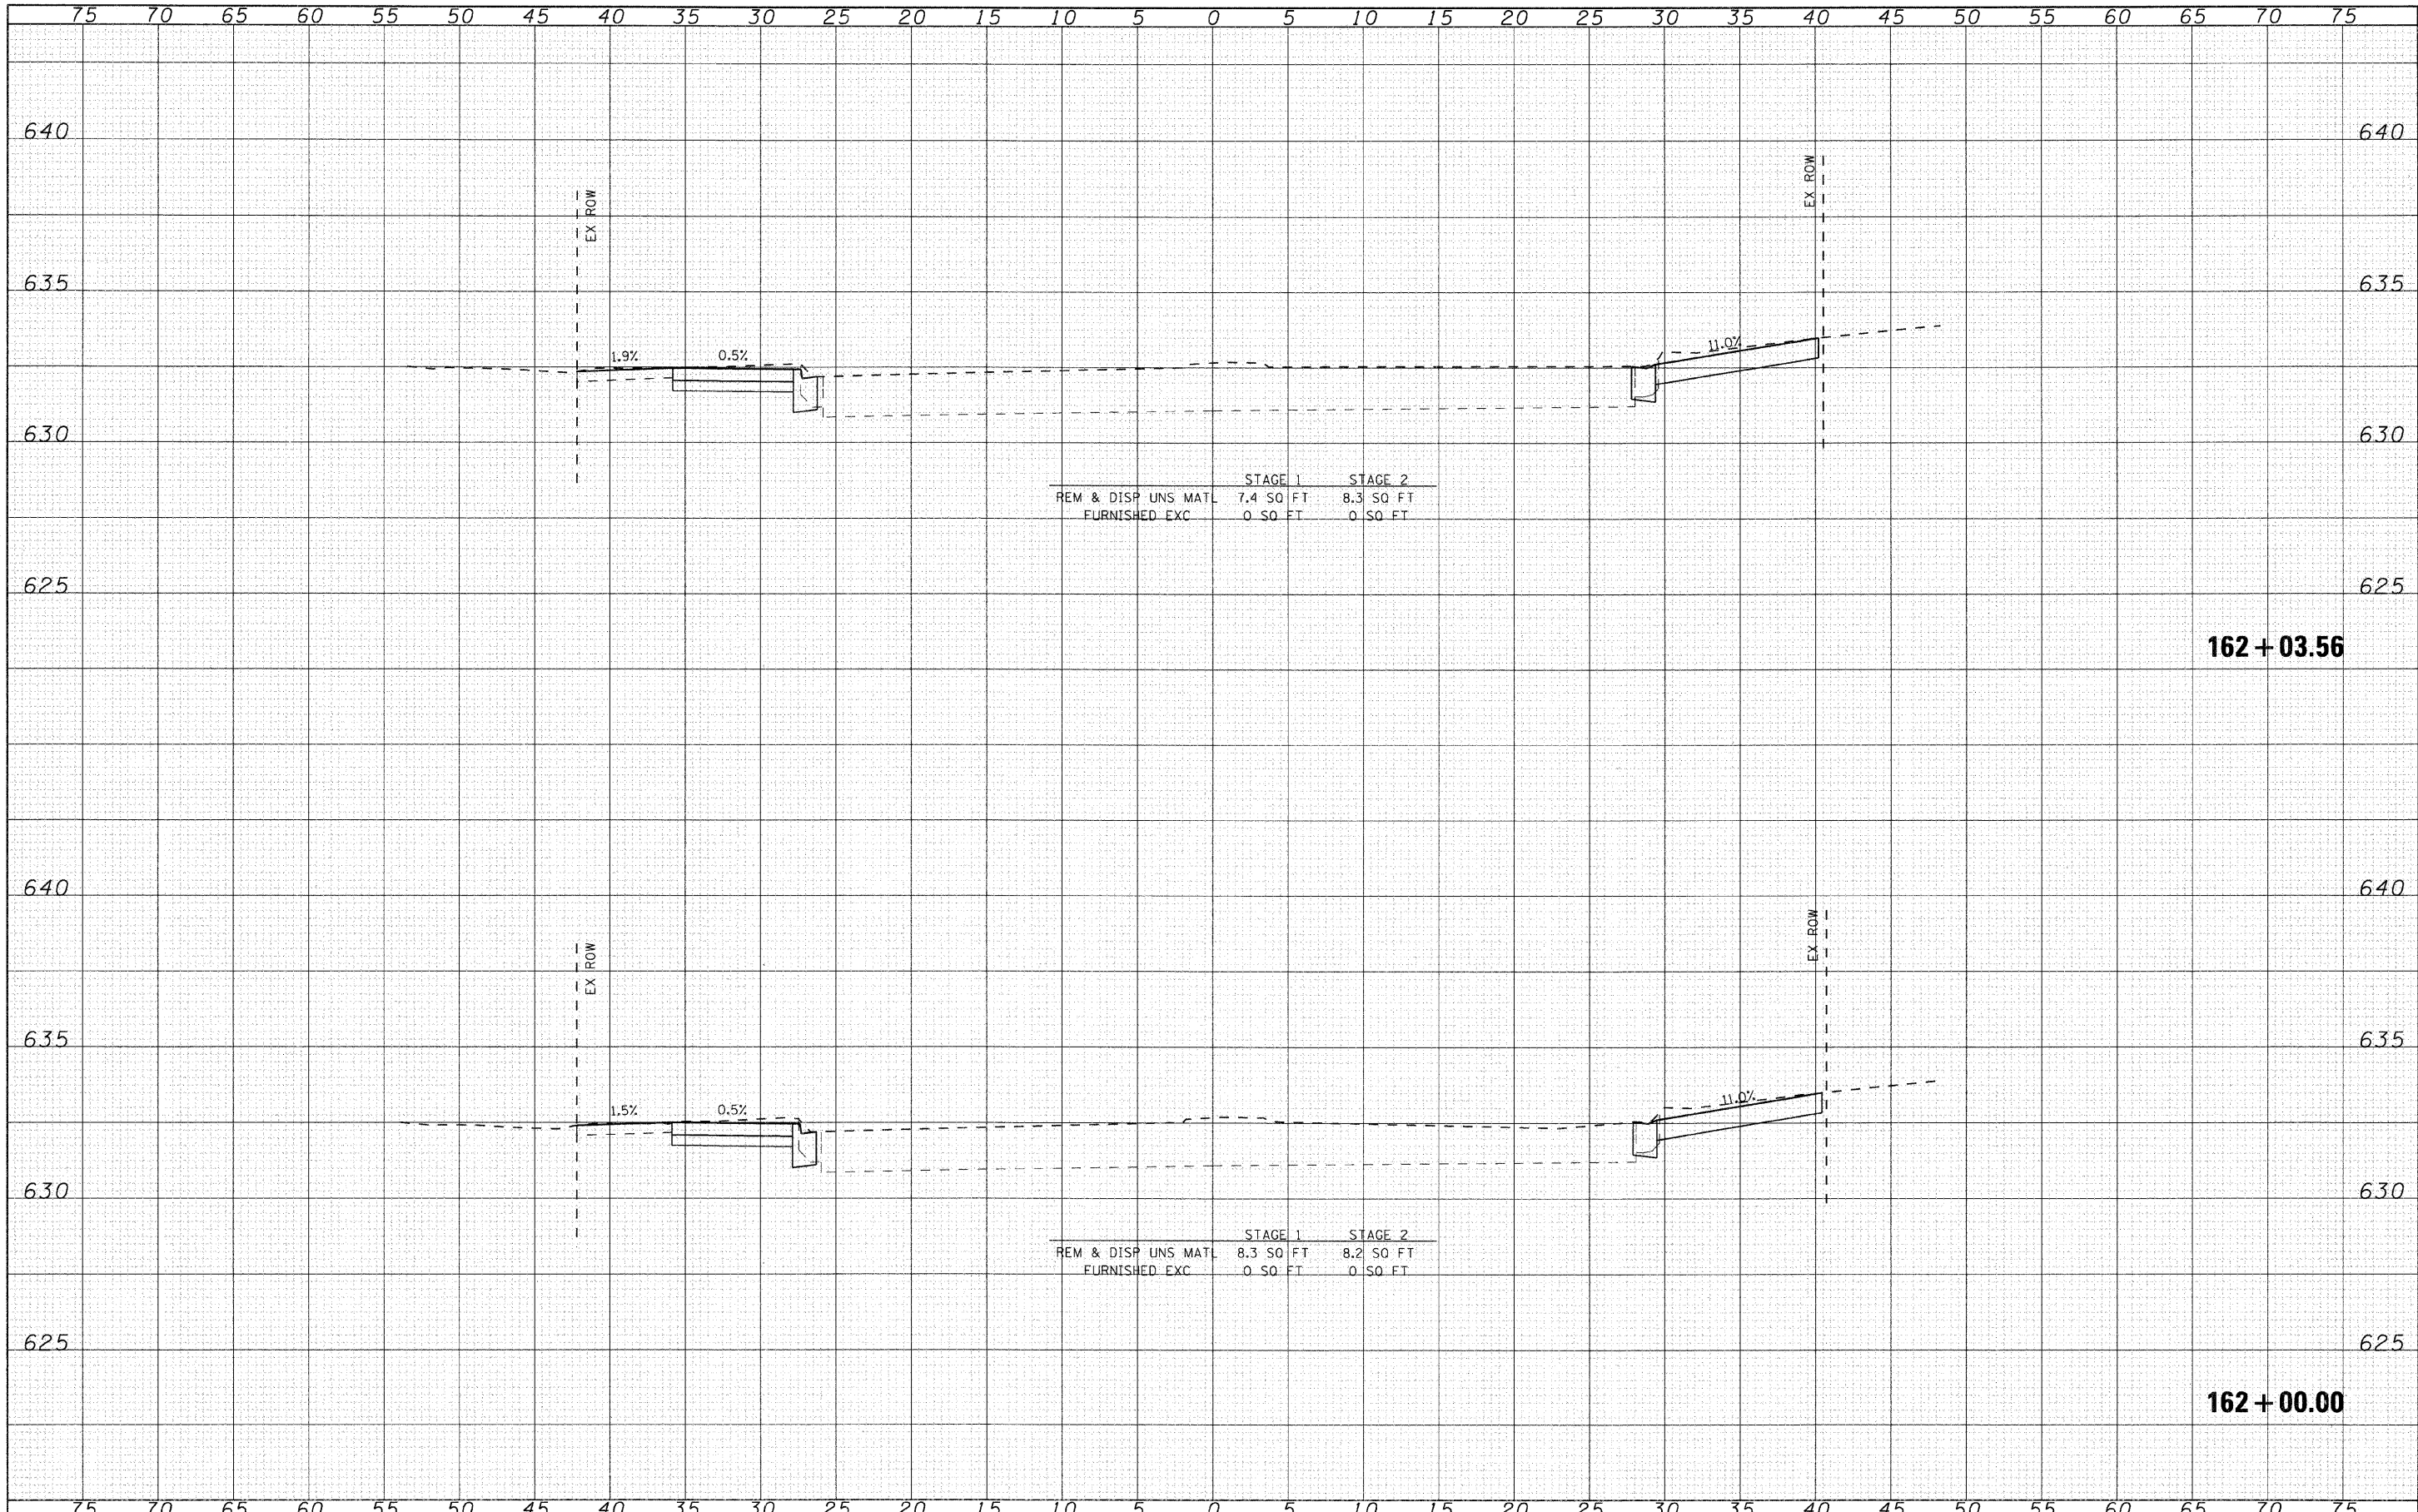 75 70 65 60 55 50 45 40 35 30 25 20 15 10 5 0 5 10 15 20 25 30 35 40 45 50 55 60 65 70 75
640 640
EX ROW EX ROW
635 635
1.9% 0.5% 11.0%
630 630
STAGE 1 STAGE 2
REM & DISP UNS MATL 7.4 SQ FT 8.3 SQ FT
FURNISHED EXC 0 SQ FT 0 SQ FT
625 625
162+03.56
640 640
EX ROW EX ROW
635 635
1.5% 0.5% 11.0%
630 630
STAGE 1 STAGE 2
REM & DISP UNS MATL 8.3 SQ FT 8.2 SQ FT
FURNISHED EXC 0 SQ FT 0 SQ FT
625 625
162+00.00
75 70 65 60 55 50 45 40 35 30 25 20 15 10 5 0 5 10 15 20 25 30 35 40 45 50 55 60 65 70 75